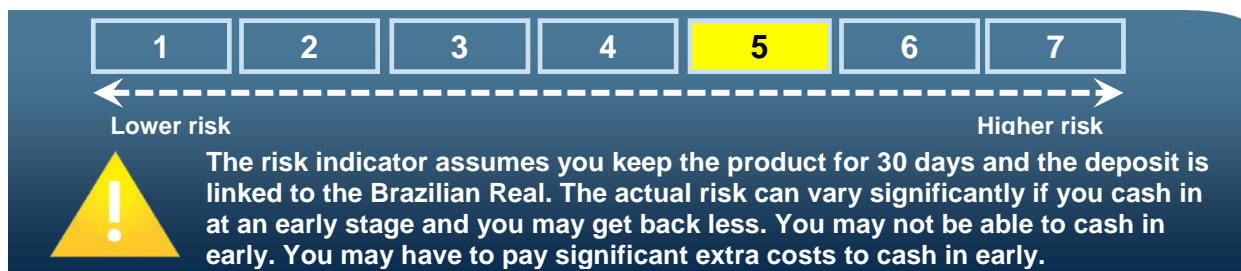 1 2 3 4 5 6 7
Lower risk Higher risk
!
The risk indicator assumes you keep the product for 30 days and the deposit is
linked to the Brazilian Real. The actual risk can vary significantly if you cash in
at an early stage and you may get back less. You may not be able to cash in
early. You may have to pay significant extra costs to cash in early.